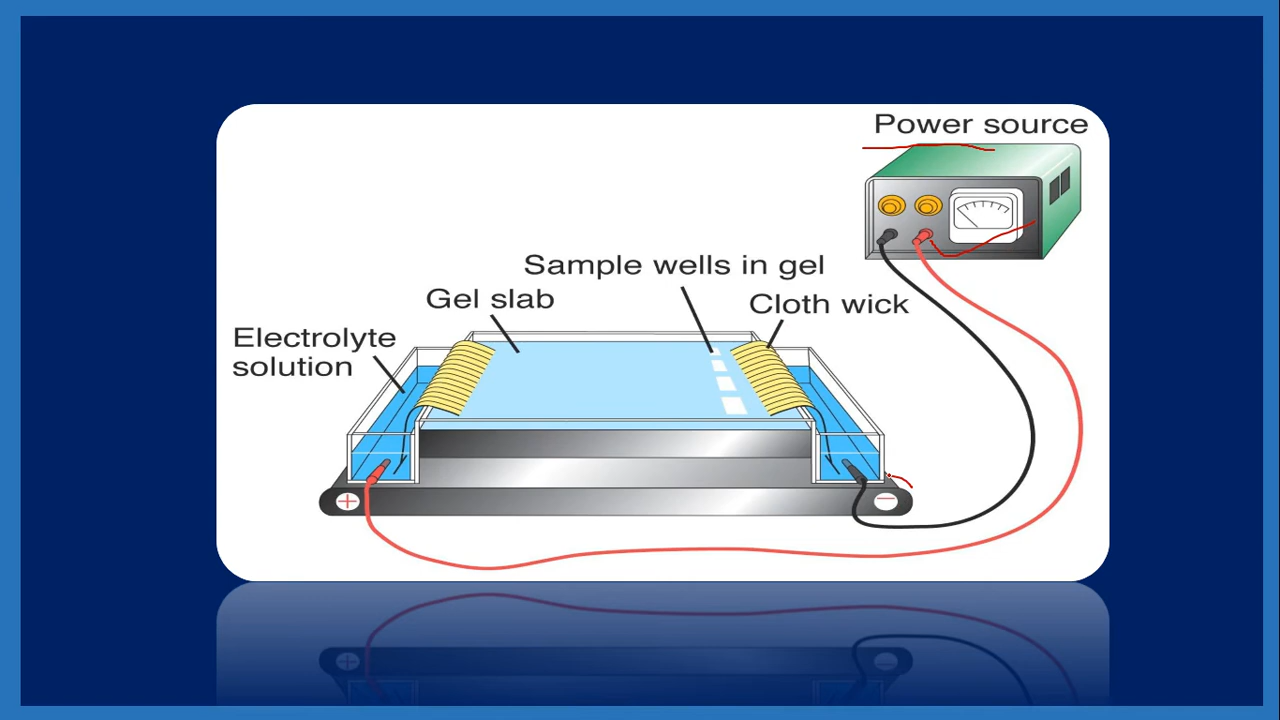 Power source
Sample wells in gel
Gel slab
Cloth wick
Electrolyte
solution
+
−